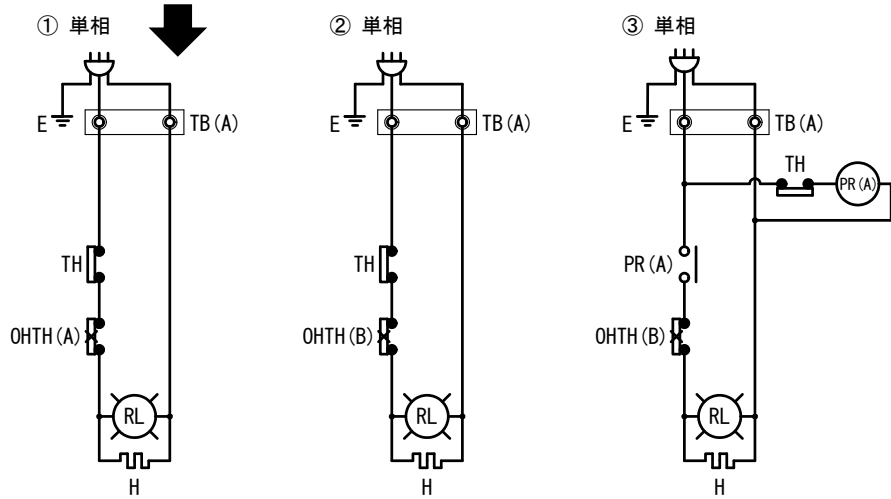 ① 単相
E
TB(A)
TH
OHTH(A)
RL
H
② 単相
E
TB(A)
TH
OHTH(B)
RL
H
③ 単相
E
TB(A)
TH
PR(A)
PR(A)
OHTH(B)
RL
H